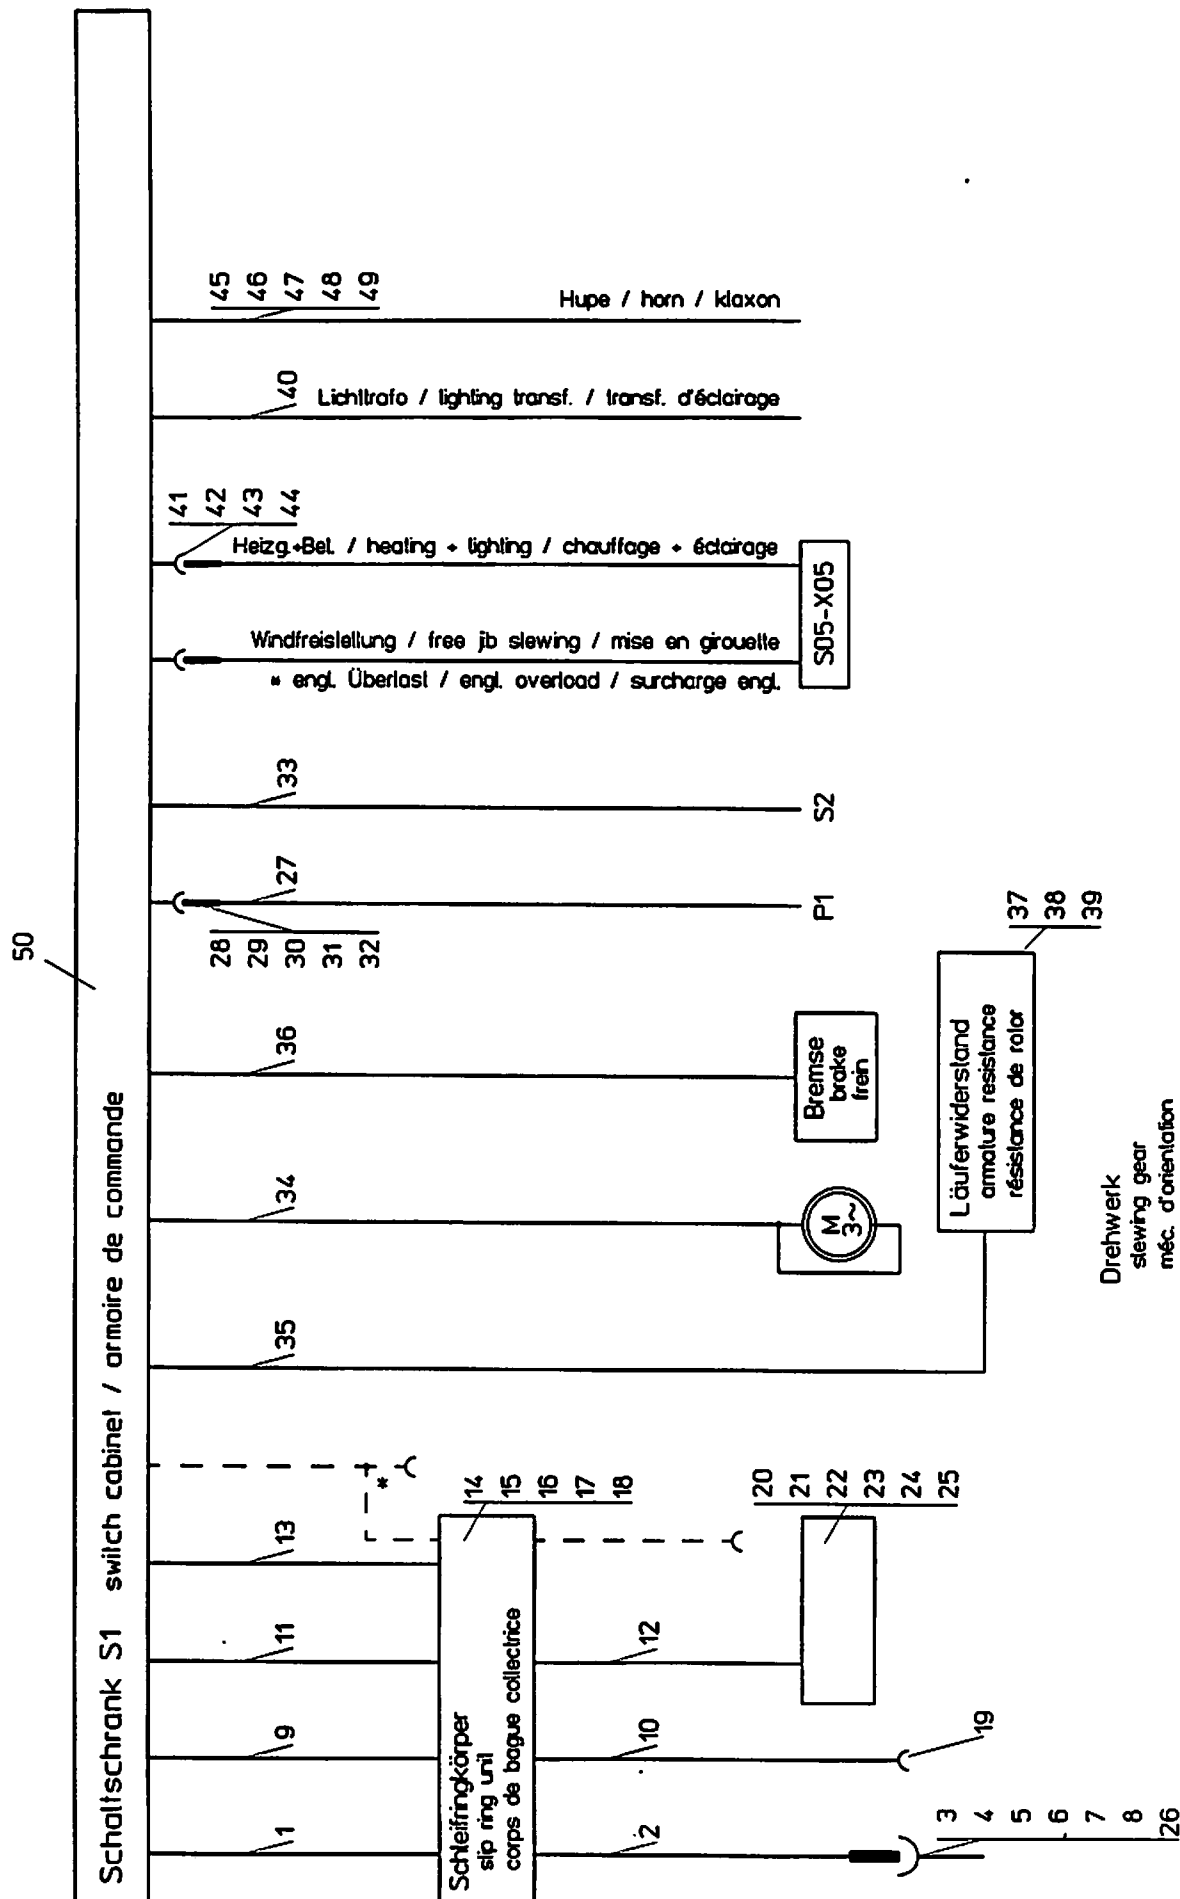 50
Schaltschrank S1 swich cabinet / armoire de commande
1
9
11
13
35
34
36
27
28
29
30
31
32
33
41
42
43
44
40
45
46
47
48
49
Hupe / horn / klaxon
Lichttrafo / lighting transf. / transf. d'éclairage
Heizg.+Bel. / heating + lighting / chauffage + éclairage
Windfreistellung / free jib slewing / mise en girouette
* engl. Überlast / engl. overload / surcharge engl.
S05-X05
S2
P1
Bremse
brake
frein
M
3~
Läuferwiderstand
armature resistance
résistance de rotor
37
38
39
Drehwerk
slewing gear
méc. d'orientation
*
Schleifringkörper
slip ring unit
corps de bague collectrice
14
15
16
17
18
2
10
12
20
21
22
23
24
25
19
3
4
5
6
7
8
26